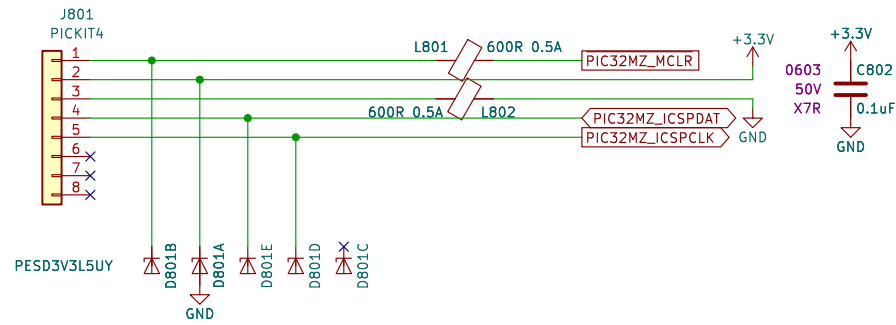 J801
PICKIT4
1
2
3
4
5
6
7
8
L801
600R 0.5A
PIC32MZ_MCLR
+3.3V
600R 0.5A
L802
PIC32MZ_ICSPDAT
PIC32MZ_ICSPCLK
GND
+3.3V
0603
50V
X7R
C802
0.1uF
GND
PESD3V3L5UY
D801B
D801A
D801E
D801D
D801C
GND